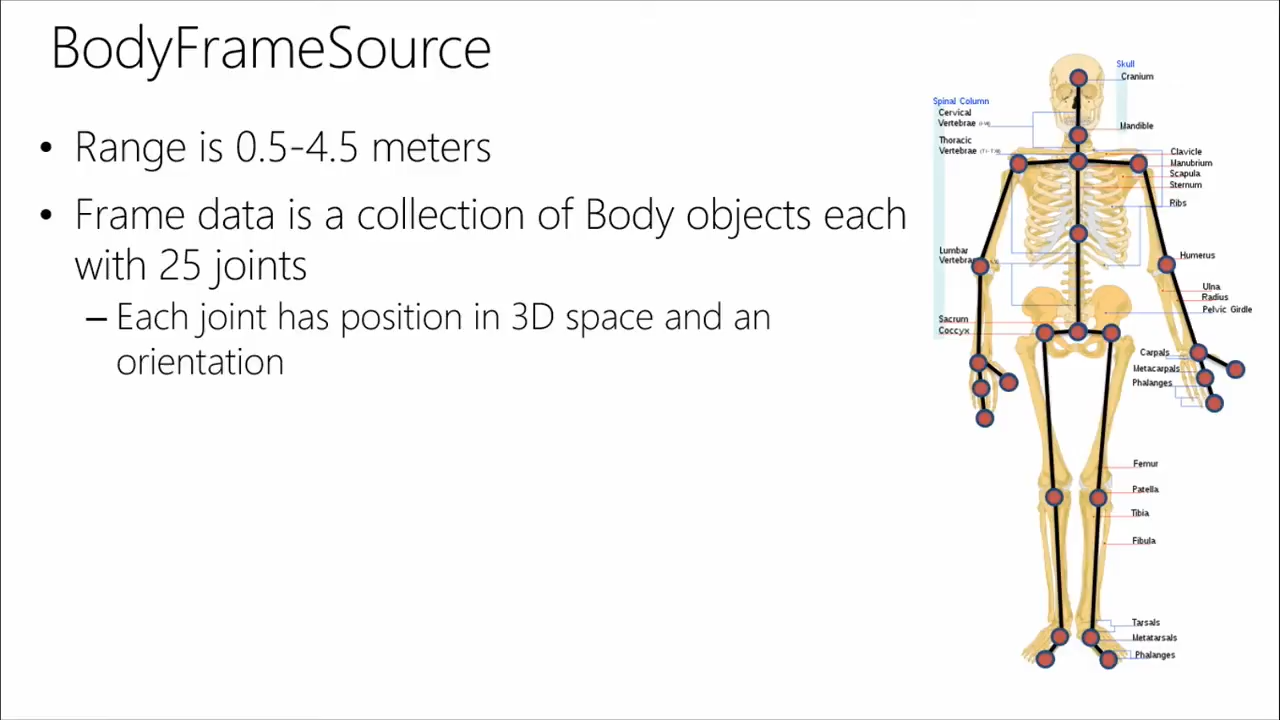 BodyFrameSource
• Range is 0.5-4.5 meters
• Frame data is a collection of Body objects each
with 25 joints
– Each joint has position in 3D space and an
orientation
Skull
Cranium
Mandible
Spinal Column
Cervical
Vertebrae
Thoracic
Vertebrae
Lumbar
Vertebrae
Sacrum
Coccyx
Clavicle
Manubrium
Scapula
Sternum
Ribs
Humerus
Ulna
Radius
Pelvic Girdle
Carpals
Metacarpals
Phalanges
Femur
Patella
Tibia
Fibula
Tarsals
Metatarsals
Phalanges